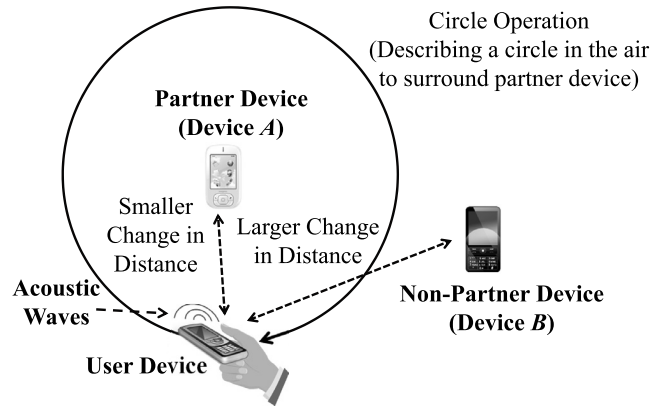 Circle Operation
(Describing a circle in the air
to surround partner device)
Partner Device
(Device A)
Smaller
Change in
Distance
Larger Change
in Distance
Acoustic
Waves
User Device
Non-Partner Device
(Device B)